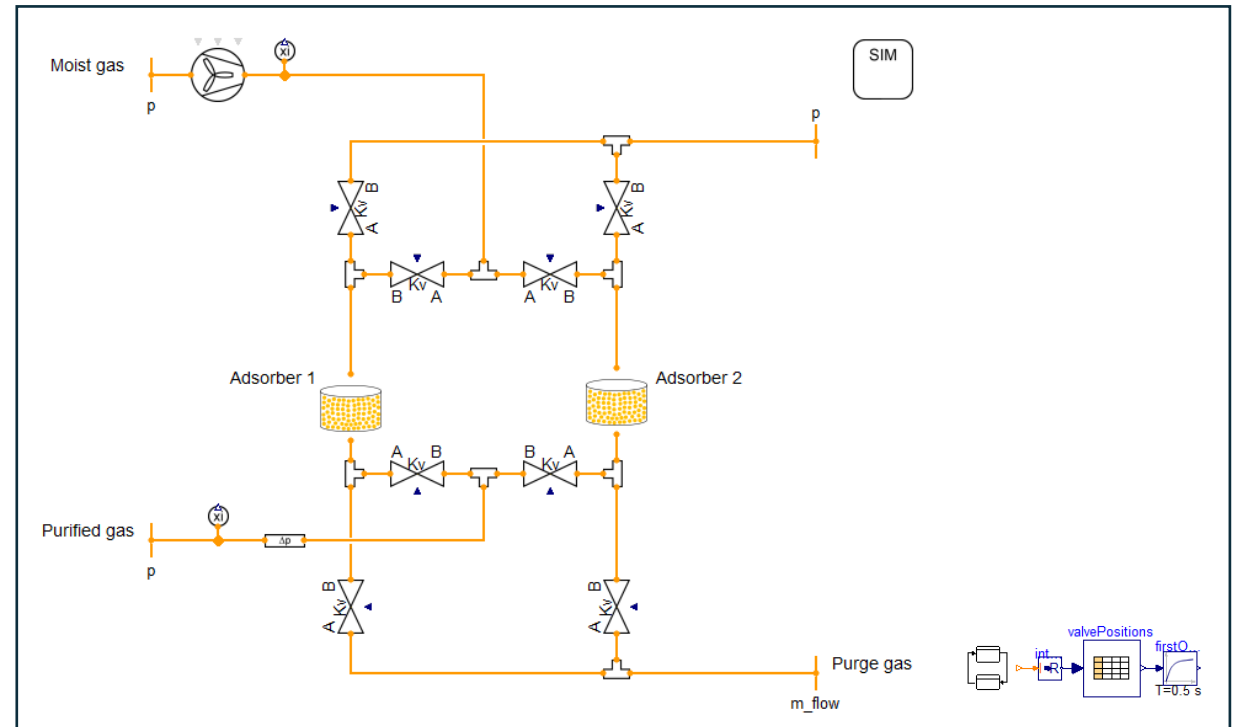 xi
SIM
Moist gas
p
p
B
Kv
A
B
Kv
A
Kv
B
A
Kv
A
B
Adsorber 1
Adsorber 2
A
B
Kv
B
A
Kv
xi
Purified gas
Δp
p
B
Kv
A
B
Kv
A
valvePositions
int...
firstO...
R
Purge gas
T=0.5 s
m_flow